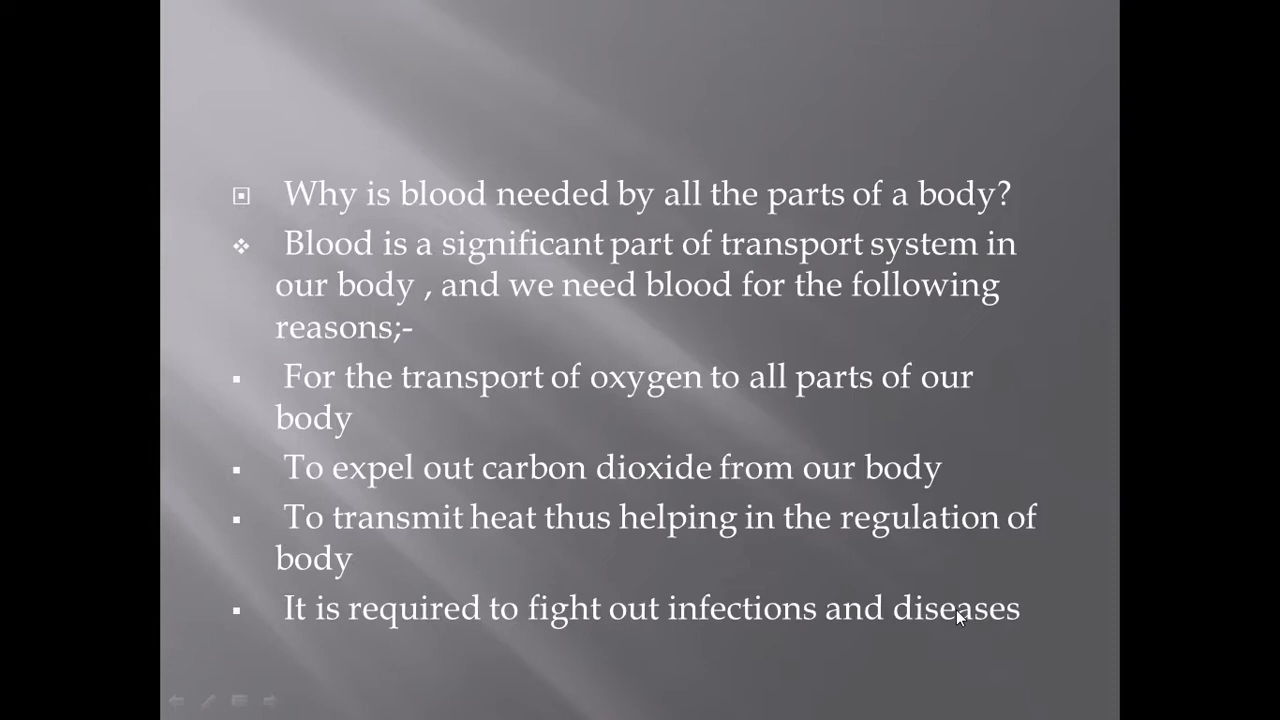 Why is blood needed by all the parts of a body?
Blood is a significant part of transport system in
our body , and we need blood for the following
reasons;-
For the transport of oxygen to all parts of our
body
To expel out carbon dioxide from our body
To transmit heat thus helping in the regulation of
body
It is required to fight out infections and diseases